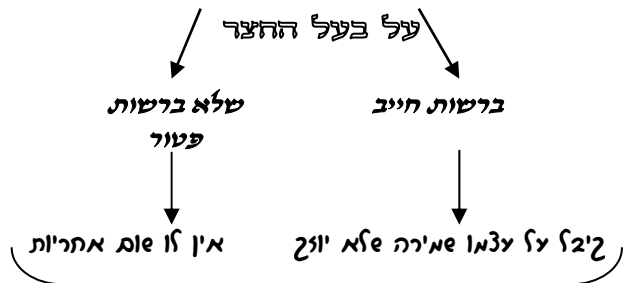 על בעל החצר
ברשות חייב
שלא ברשות
פטור
קיבל על עצמו שמירה שלא יוזק
אין לו שום אחריות